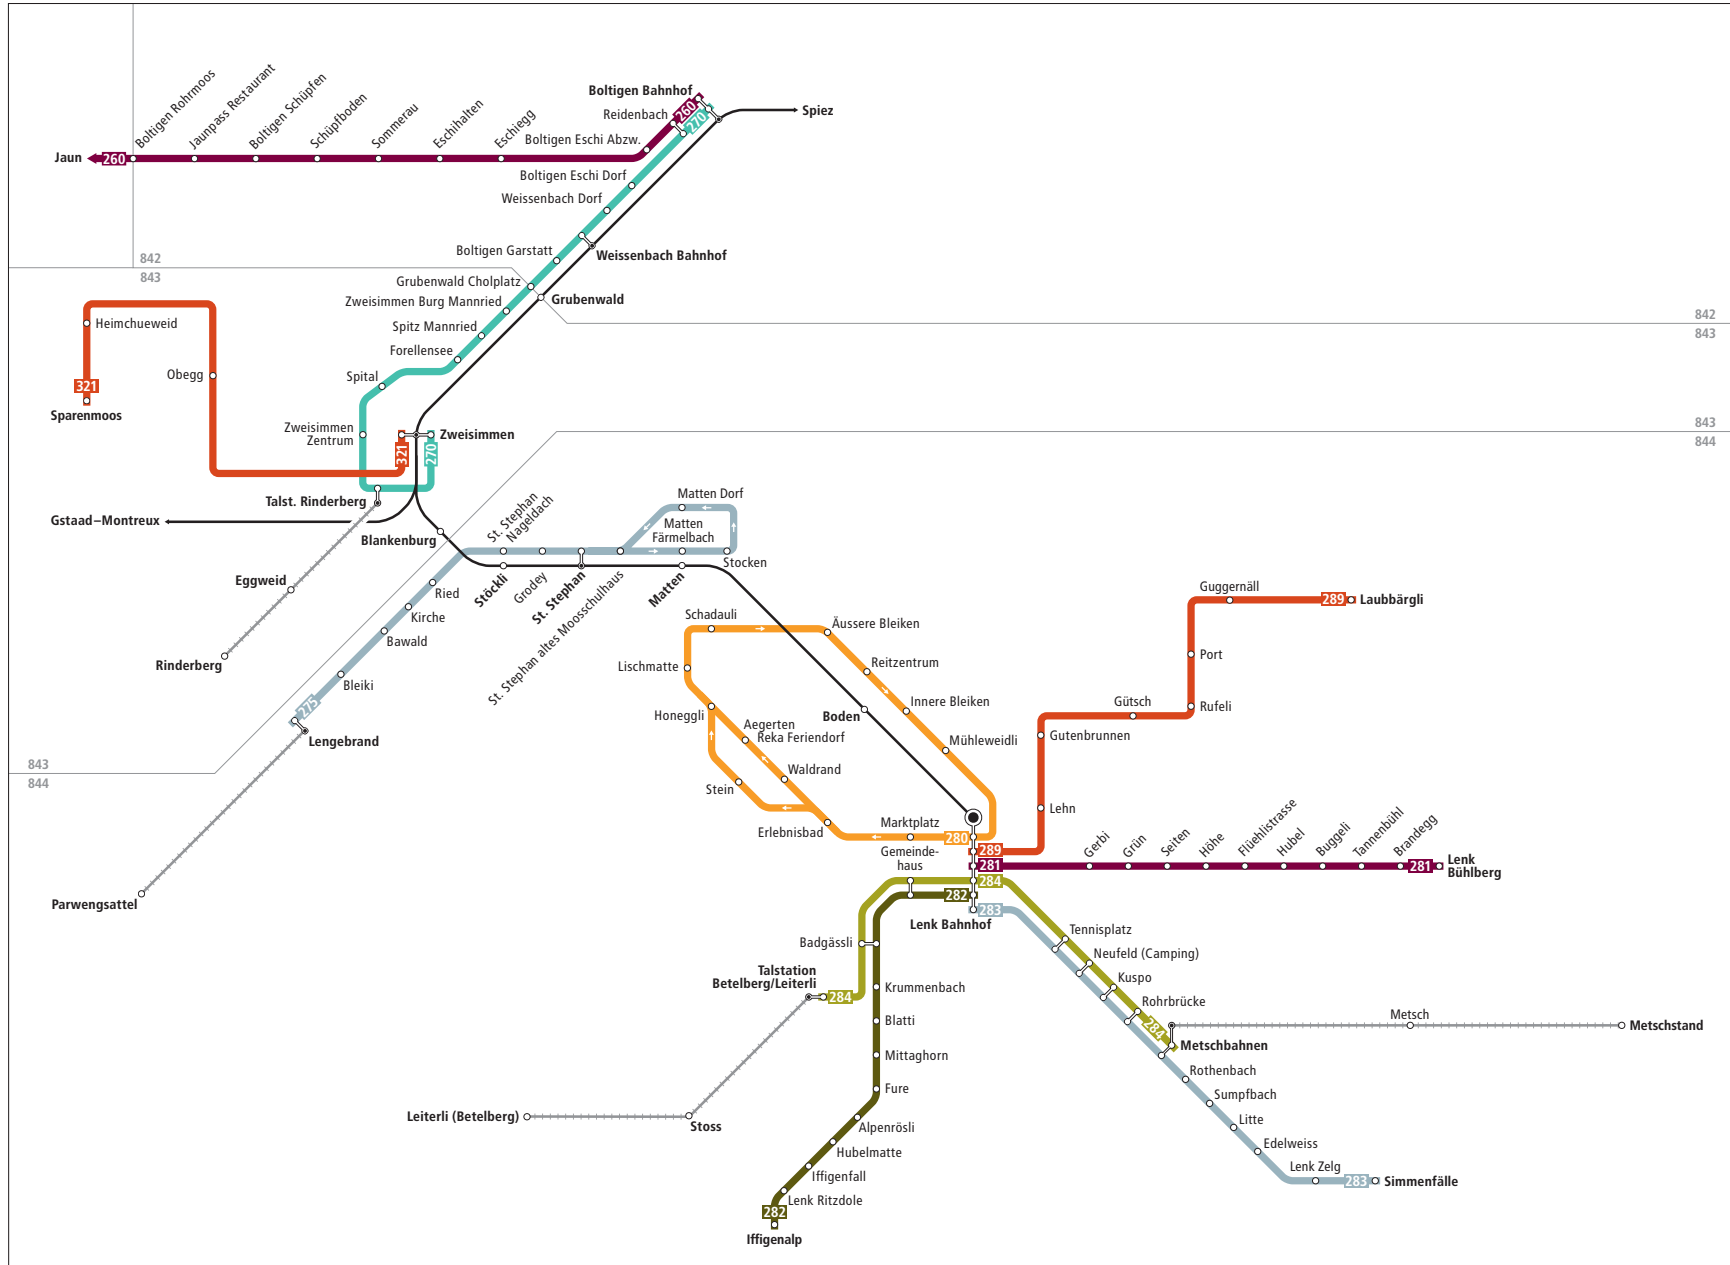 Boltigen Rohrmoos
Jaunpass Restaurant
Boltigen Schüpfen
Schüpfboden
Sommerau
Eschihalten
Eschiegg
Boltigen Bahnhof
Reidenbach
Boltigen Eschi Abzw.
260
270
Spiez
Jaun
260
Boltigen Eschi Dorf
Weissenbach Dorf
Boltigen Garstatt
Weissenbach Bahnhof
842
843
Grubenwald Cholplatz
Zweisimmen Burg Mannried
Grubenwald
Spitz Mannried
Forellensee
842
843
Heimchueweid
Obegg
Spital
321
Sparenmoos
Zweisimmen
Zentrum
Zweisimmen
321
270
843
844
Talst. Rinderberg
Gstaad–Montreux
Blankenburg
St. Stephan
Nageldach
Matten Dorf
Matten
Färmelbach
Stocken
Eggweid
Ried
Stöckli
Grodey
St. Stephan
St. Stephan altes Moosschulhaus
Matten
Kirche
Bawald
Rinderberg
Bleiki
275
Lengebrand
843
844
Parwengsattel
Schadauli
Äussere Bleiken
Lischmatte
Reitzentrum
Honeggli
Aegerten
Reka Feriendorf
Boden
Innere Bleiken
Mühleweidli
Waldrand
Stein
Erlebnisbad
Marktplatz
280
Guggernäll
289
Laubbärgli
Port
Rufeli
Gütsch
Gutenbrunnen
Lehn
Gemeinde-
haus
289
281
284
282
283
Lenk Bahnhof
Gerbi
Grün
Seiten
Höhe
Flüehlistrasse
Hubel
Buggeli
Tannenbühl
Brandegg
281
Lenk
Bühlberg
Badgässli
Talstation
Betelberg/Leiterli
284
Krummenbach
Blatti
Mittaghorn
Fure
Leiterli (Betelberg)
Stoss
Alpenrösli
Hubelmatte
Iffigenfall
Lenk Ritzdole
282
Iffigenalp
Tennisplatz
Neufeld (Camping)
Kuspo
Rohrbrücke
284
Metschbahnen
Metsch
Metschstand
Rothenbach
Sumpfbach
Litte
Edelweiss
Lenk Zelg
283
Simmenfälle